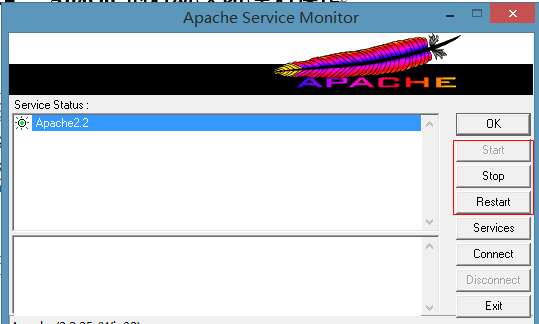 Apache Service Monitor
APACHE
Service Status :
Apache2.2
OK
Start
Stop
Restart
Services
Connect
Disconnect
Exit